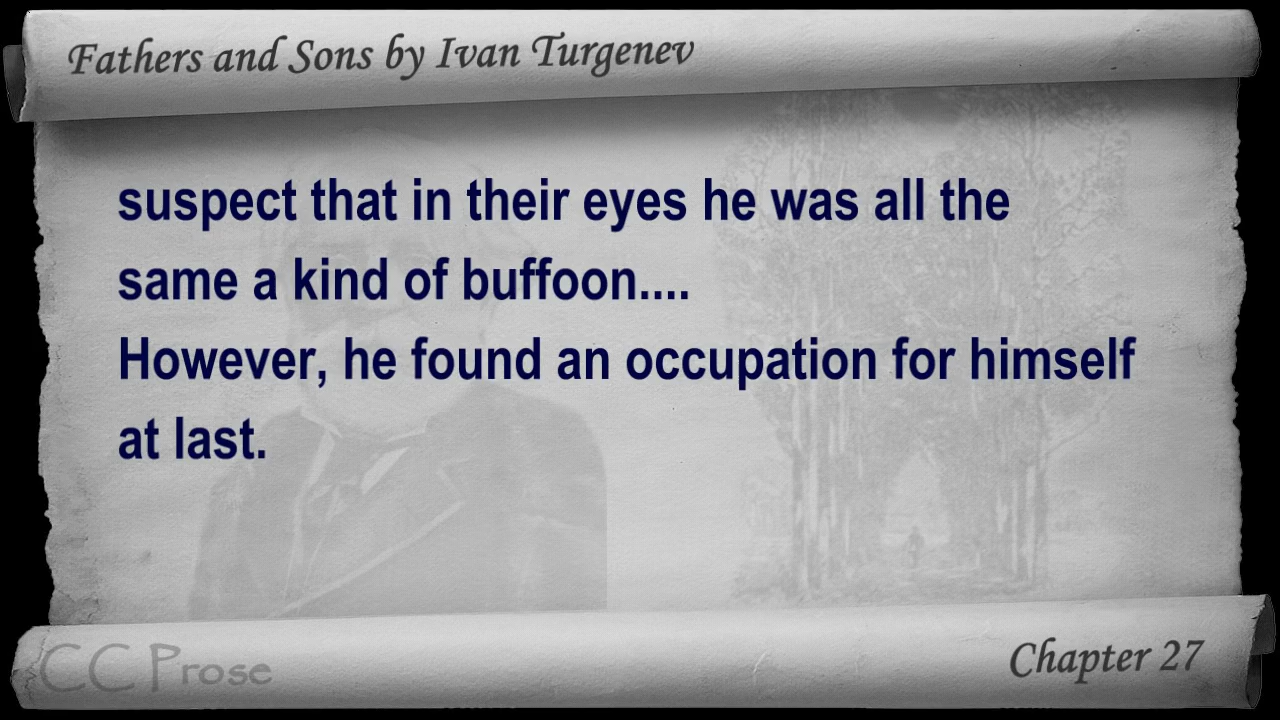 Fathers and Sons by Ivan Turgenev
suspect that in their eyes he was all the
same a kind of buffoon....
However, he found an occupation for himself
at last.
CC Prose
Chapter 27